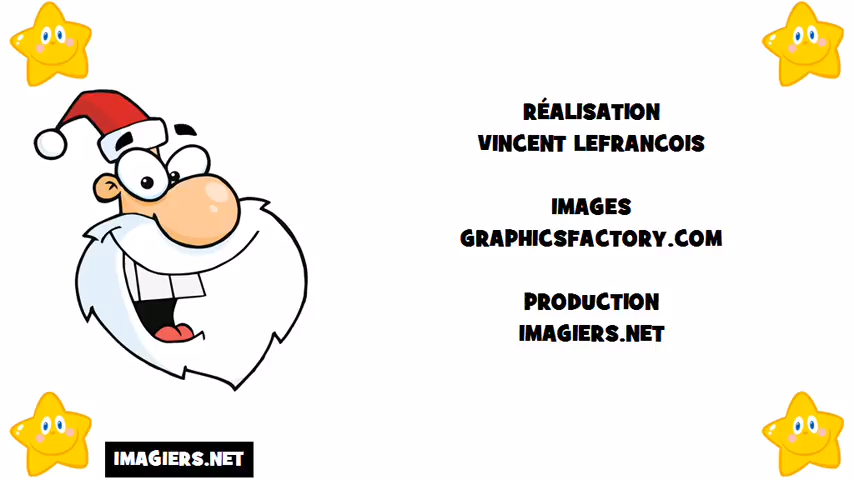 RÉALISATION
VINCENT LEFRANCOIS
IMAGES
GRAPHICSFACTORY.COM
PRODUCTION
IMAGIERS.NET
IMAGIERS.NET